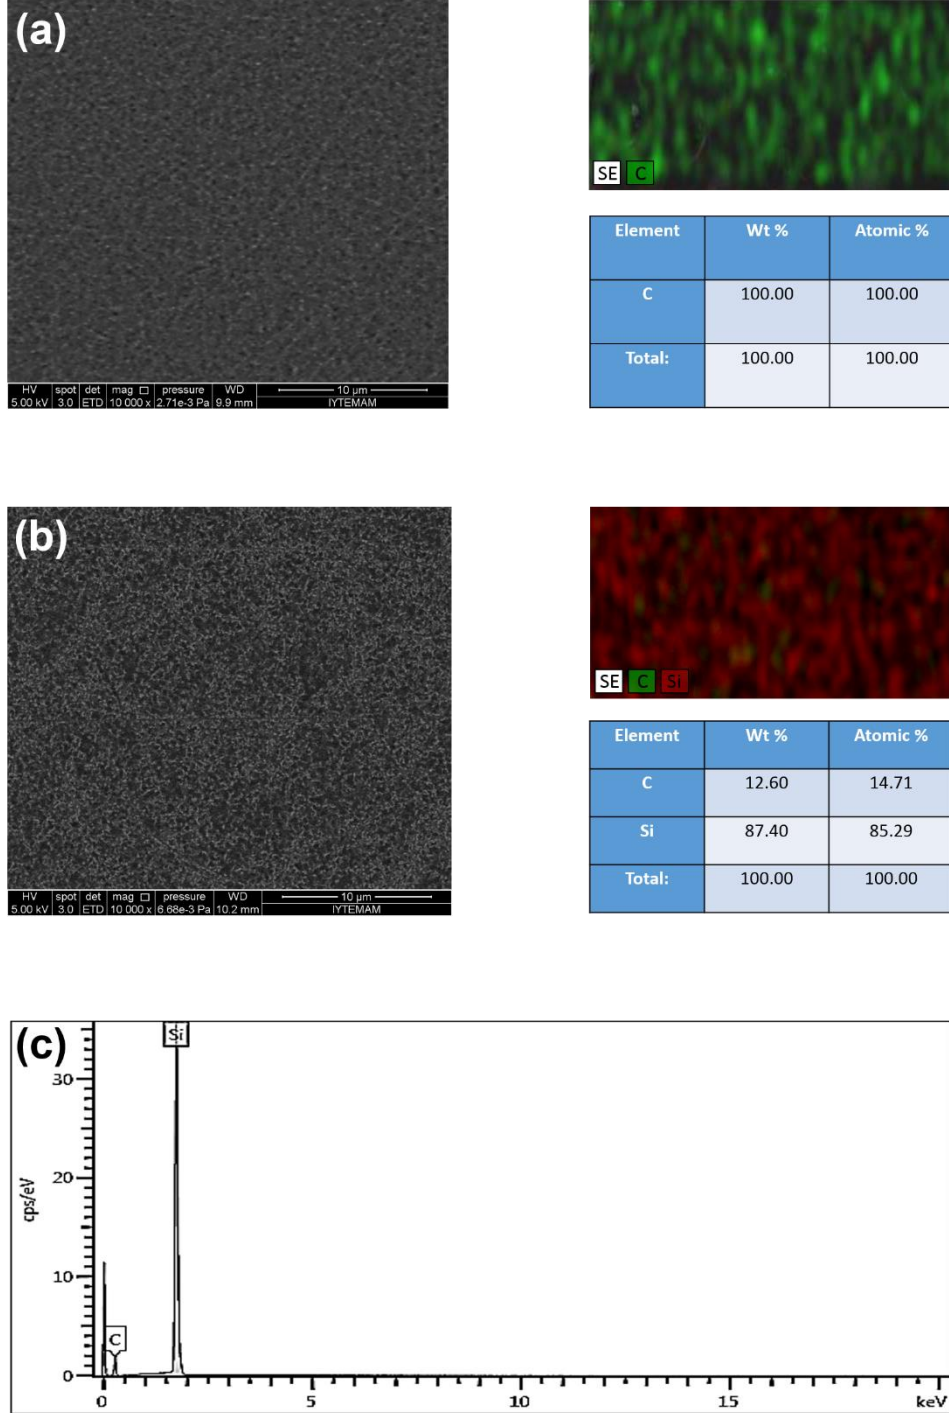 (a)
SE C
Element Wt % Atomic %
C 100.00 100.00
Total: 100.00 100.00
HV spot det mag □ pressure WD 10 µm
5.00 kV 3.0 ETD 10 000 x 2.71e-3 Pa 9.9 mm IYTEMAM
(b)
SE C Si
Element Wt % Atomic %
C 12.60 14.71
Si 87.40 85.29
Total: 100.00 100.00
HV spot det mag □ pressure WD 10 µm
5.00 kV 3.0 ETD 10 000 x 6.68e-3 Pa 10.2 mm IYTEMAM
(c)
Si
30
20
cps/eV
10
C
0
0 5 10 15 keV